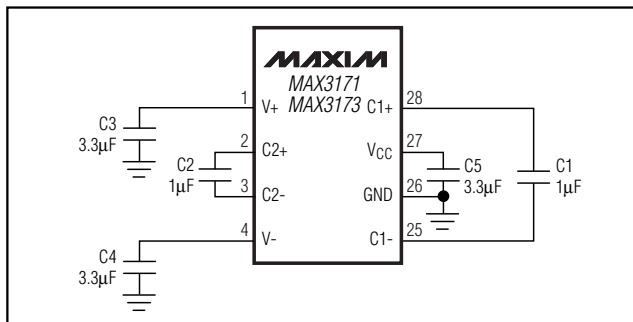 MAXIM
MAX3171
MAX3173
1
V+
C1+
28
C3
3.3µF
2
C2+
VCC
27
C2
1µF
C5
3.3µF
C1
1µF
3
C2-
GND
26
4
V-
C1-
25
C4
3.3µF